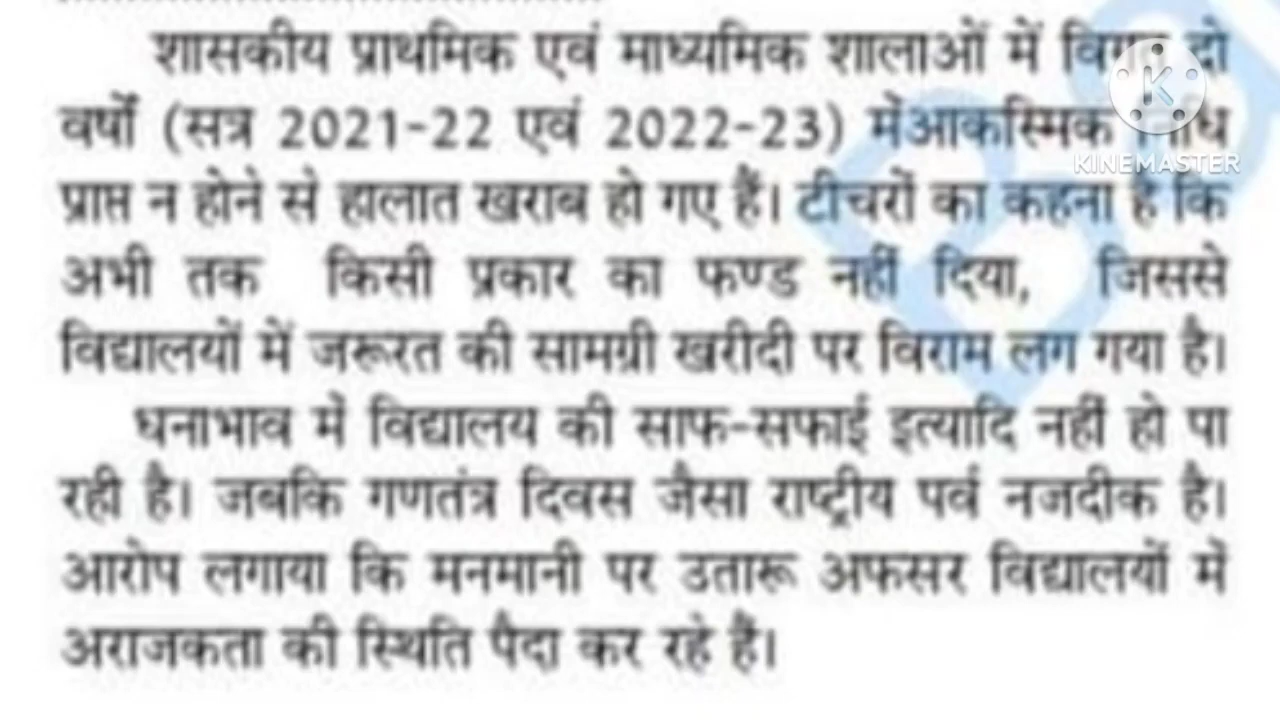 शासकीय प्राथमिक एवं माध्यमिक शालाओं में विगत दो
वर्षों (सत्र 2021-22 एवं 2022-23) मेंआकस्मिक निधि
KINEMASTER
प्राप्त न होने से हालात खराब हो गए हैं। टीचरों का कहना है कि
अभी तक किसी प्रकार का फण्ड नहीं दिया, जिससे
विद्यालयों में जरूरत की सामग्री खरीदी पर विराम लग गया है।
धनाभाव में विद्यालय की साफ-सफाई इत्यादि नहीं हो पा
रही है। जबकि गणतंत्र दिवस जैसा राष्ट्रीय पर्व नजदीक है।
आरोप लगाया कि मनमानी पर उतारू अफसर विद्यालयों में
अराजकता की स्थिति पैदा कर रहे हैं।